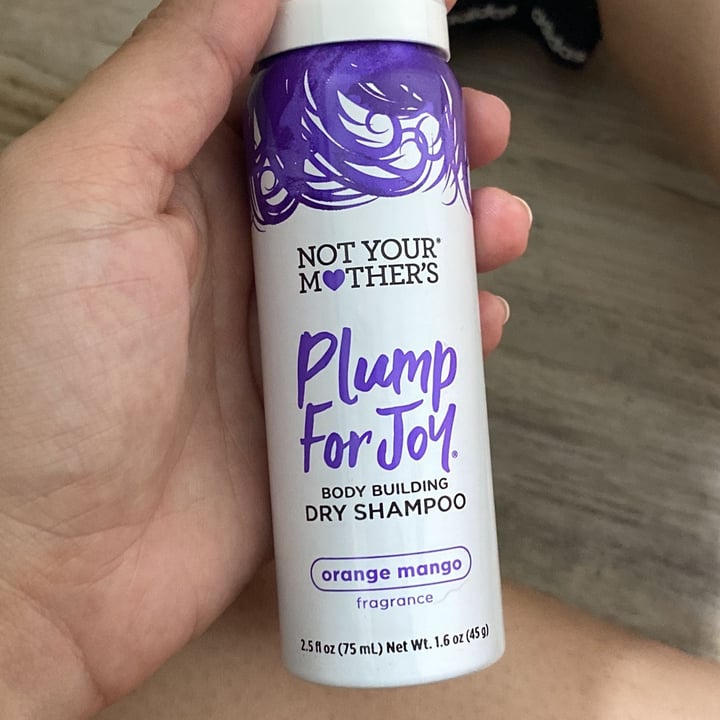 NOT YOUR®
M💜THER'S
Plump
For Joy®
BODY BUILDING
DRY SHAMPOO
orange mango
fragrance
2.5 fl oz (75 mL) Net Wt. 1.6 oz (45 g)